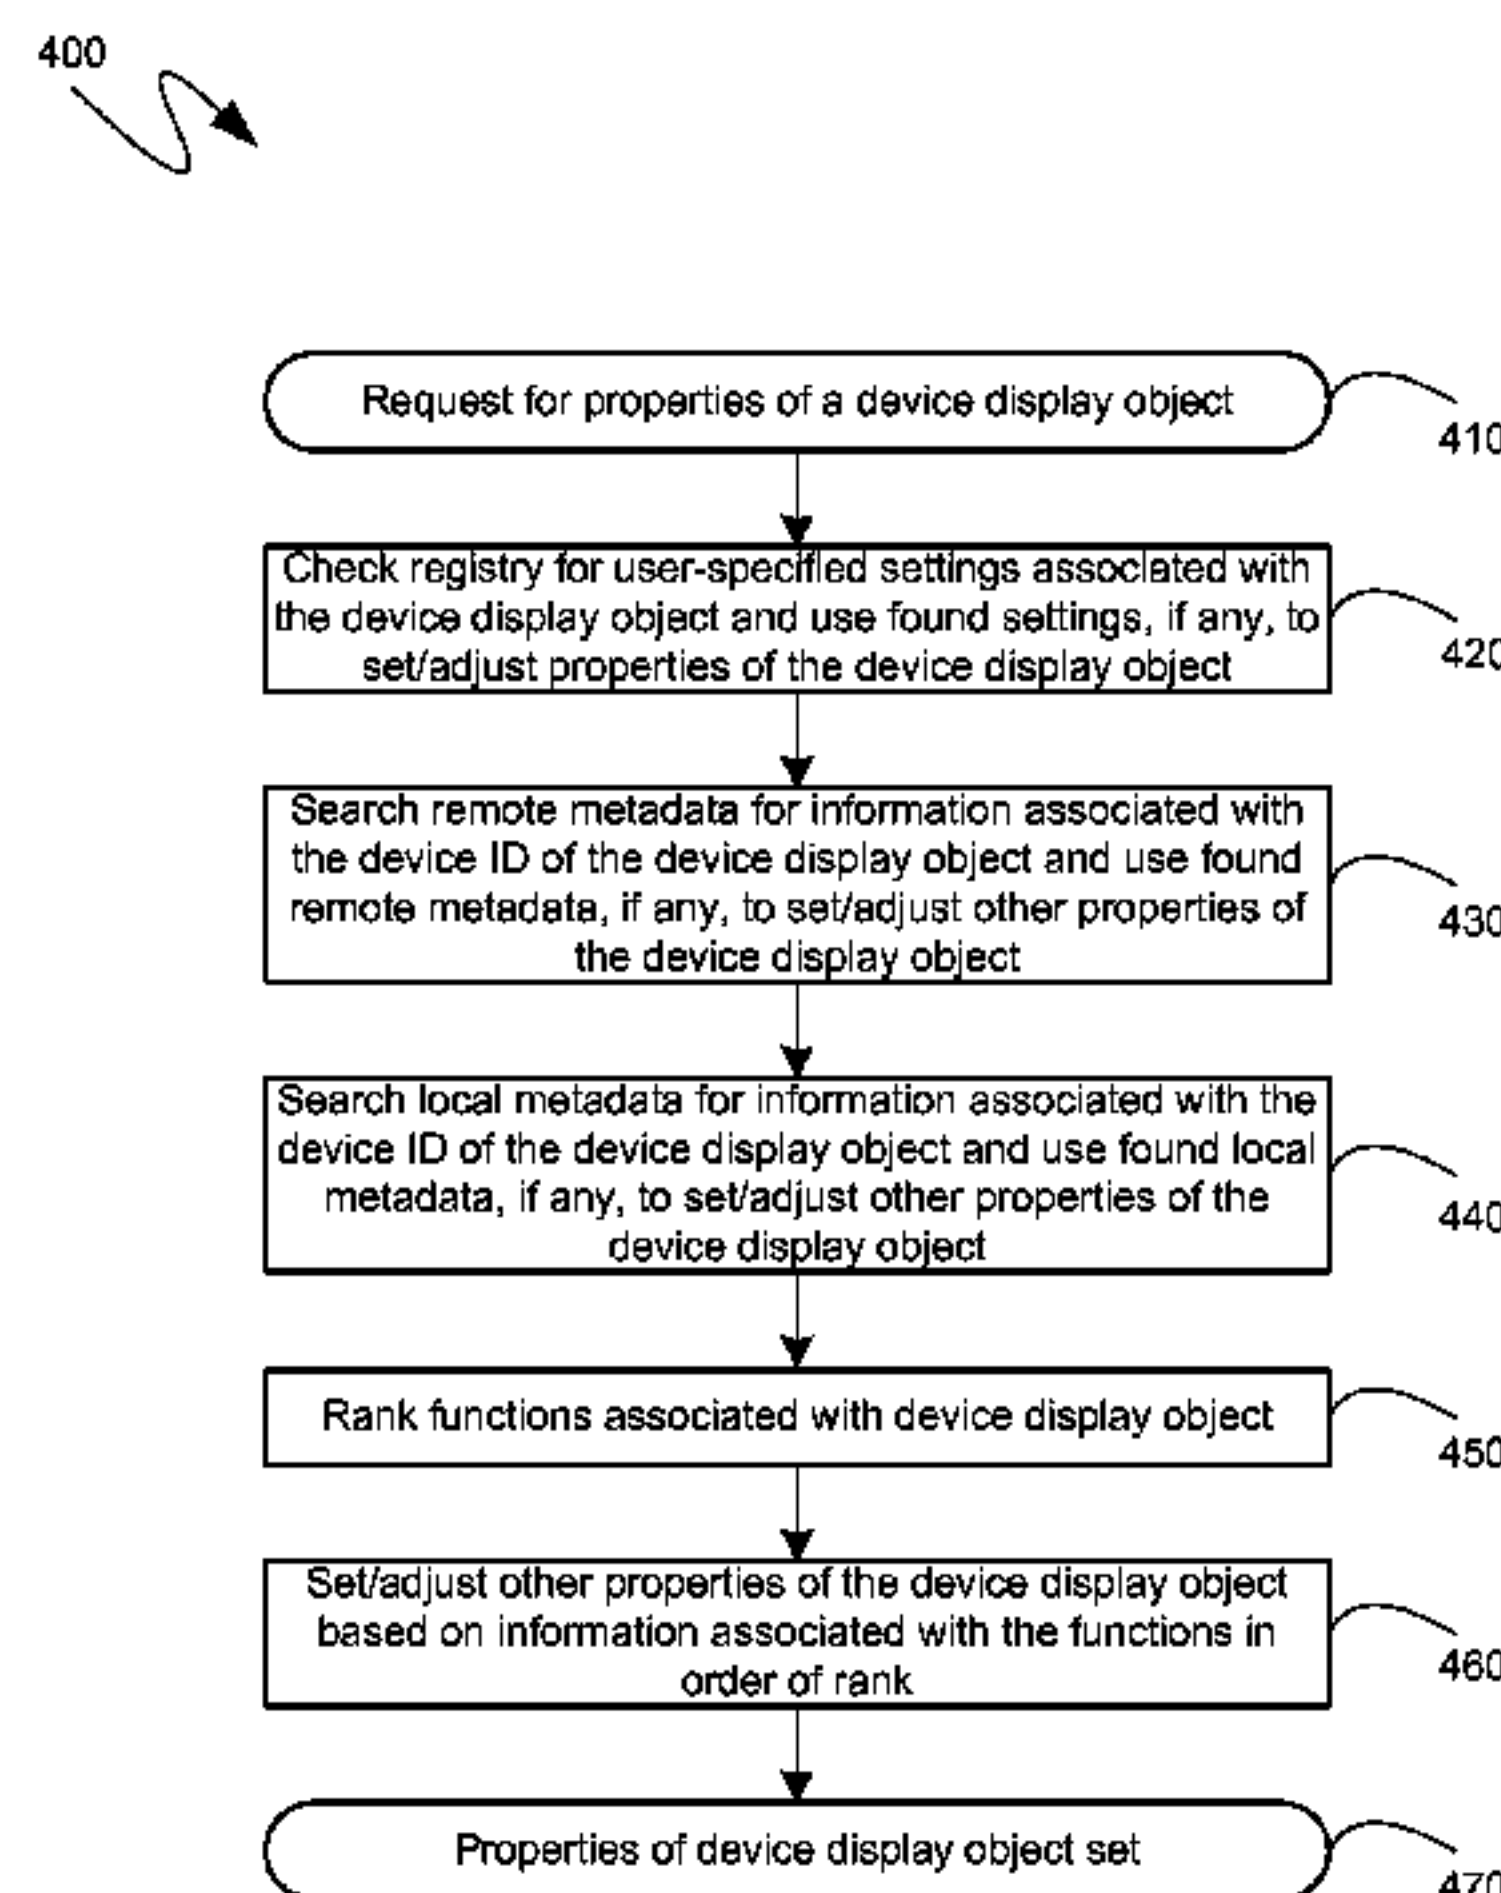 400
Request for properties of a device display object
410
Check registry for user-specified settings associated with
the device display object and use found settings, if any, to
set/adjust properties of the device display object
420
Search remote metadata for information associated with
the device ID of the device display object and use found
remote metadata, if any, to set/adjust other properties of
the device display object
430
Search local metadata for information associated with the
device ID of the device display object and use found local
metadata, if any, to set/adjust other properties of the
device display object
440
Rank functions associated with device display object
450
Set/adjust other properties of the device display object
based on information associated with the functions in
order of rank
460
Properties of device display object set
470